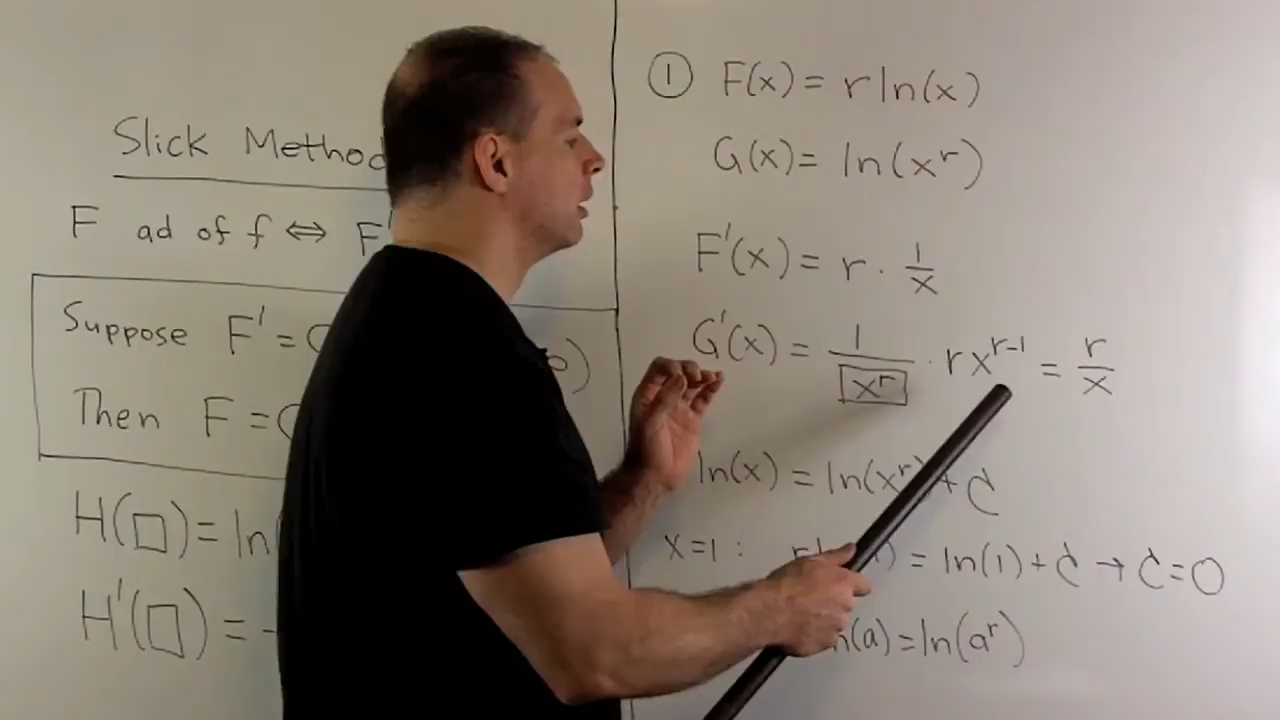 Slick Method
F ad of f ⇔ F'
Suppose F' =
Then F =
H(□) = ln
H'(□) =
① F(x) = r ln(x)
G(x) = ln(x^r)
F'(x) = r · 1/x
G'(x) = 1/x^r · r x^(r-1) = r/x
ln(x) = ln(x^r) + C
x=1: = ln(1) + C → C=0
(a) = ln(a^r)